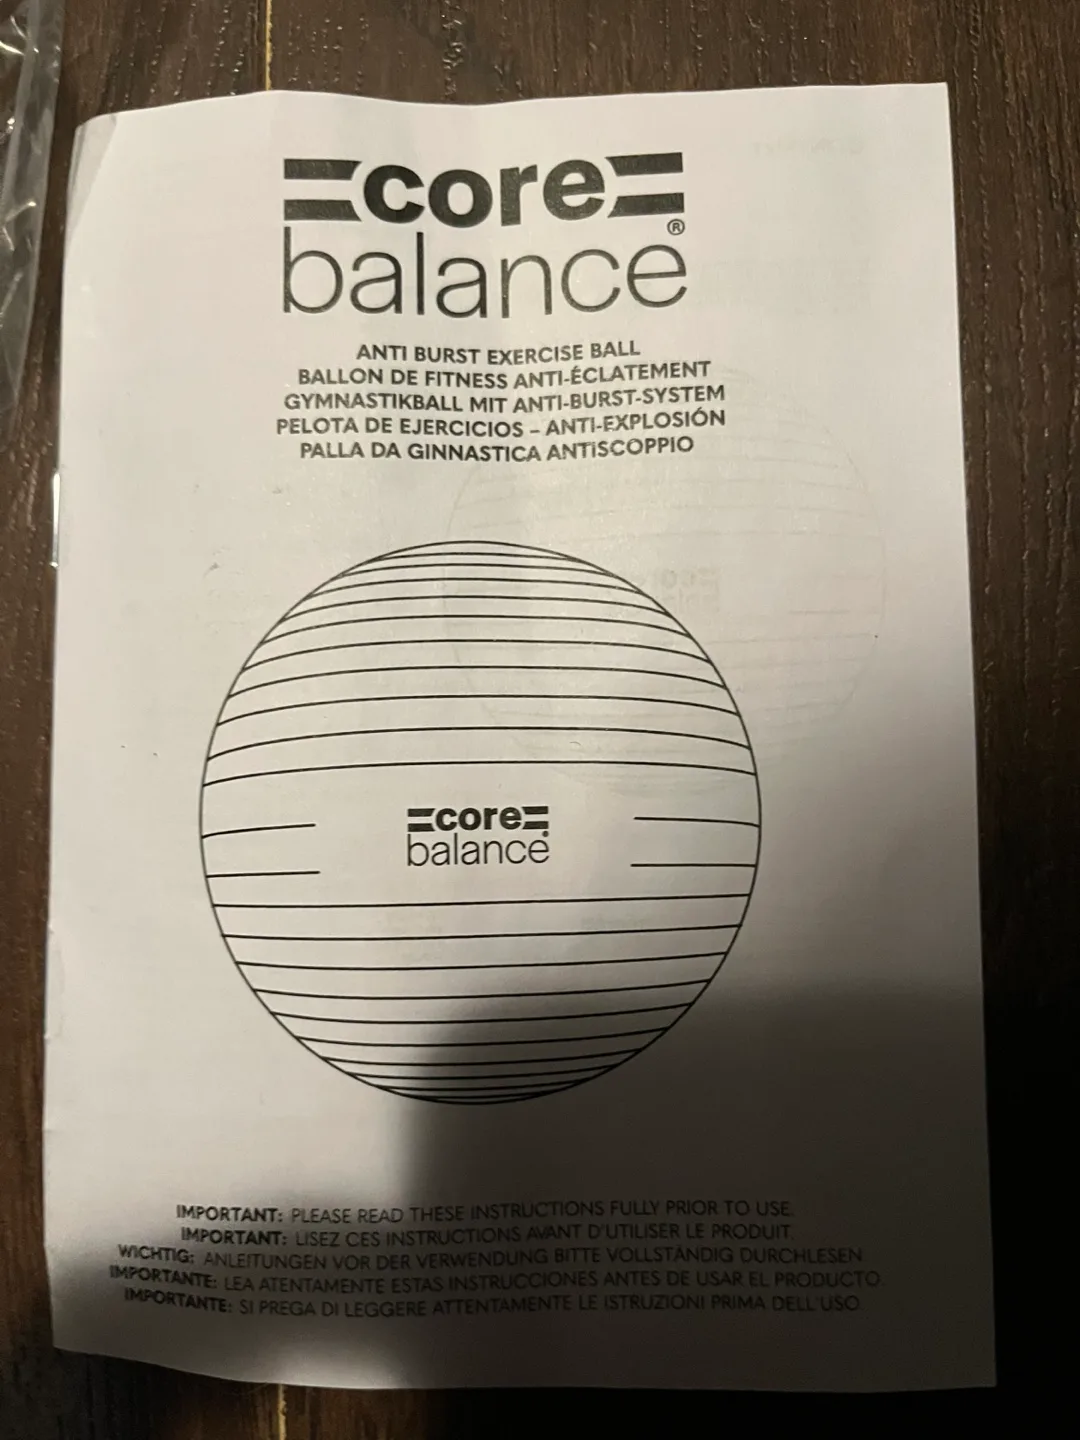 core
balance®
ANTI BURST EXERCISE BALL
BALLON DE FITNESS ANTI-ÉCLATEMENT
GYMNASTIKBALL MIT ANTI-BURST-SYSTEM
PELOTA DE EJERCICIOS – ANTI-EXPLOSIÓN
PALLA DA GINNASTICA ANTISCOPPIO
core
balance®
IMPORTANT: PLEASE READ THESE INSTRUCTIONS FULLY PRIOR TO USE.
IMPORTANT: LISEZ CES INSTRUCTIONS AVANT D'UTILISER LE PRODUIT.
WICHTIG: ANLEITUNGEN VOR DER VERWENDUNG BITTE VOLLSTÄNDIG DURCHLESEN
IMPORTANTE: LEA ATENTAMENTE ESTAS INSTRUCCIONES ANTES DE USAR EL PRODUCTO.
IMPORTANTE: SI PREGA DI LEGGERE ATTENTAMENTE LE ISTRUZIONI PRIMA DELL'USO.